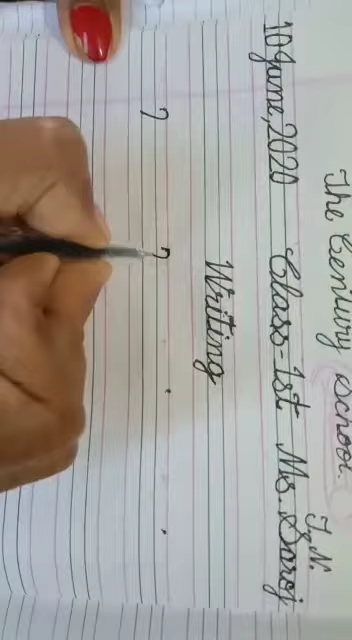 The Century School.
T.N.
10 June, 2020 Class-1st Ms. Saroj
Writing